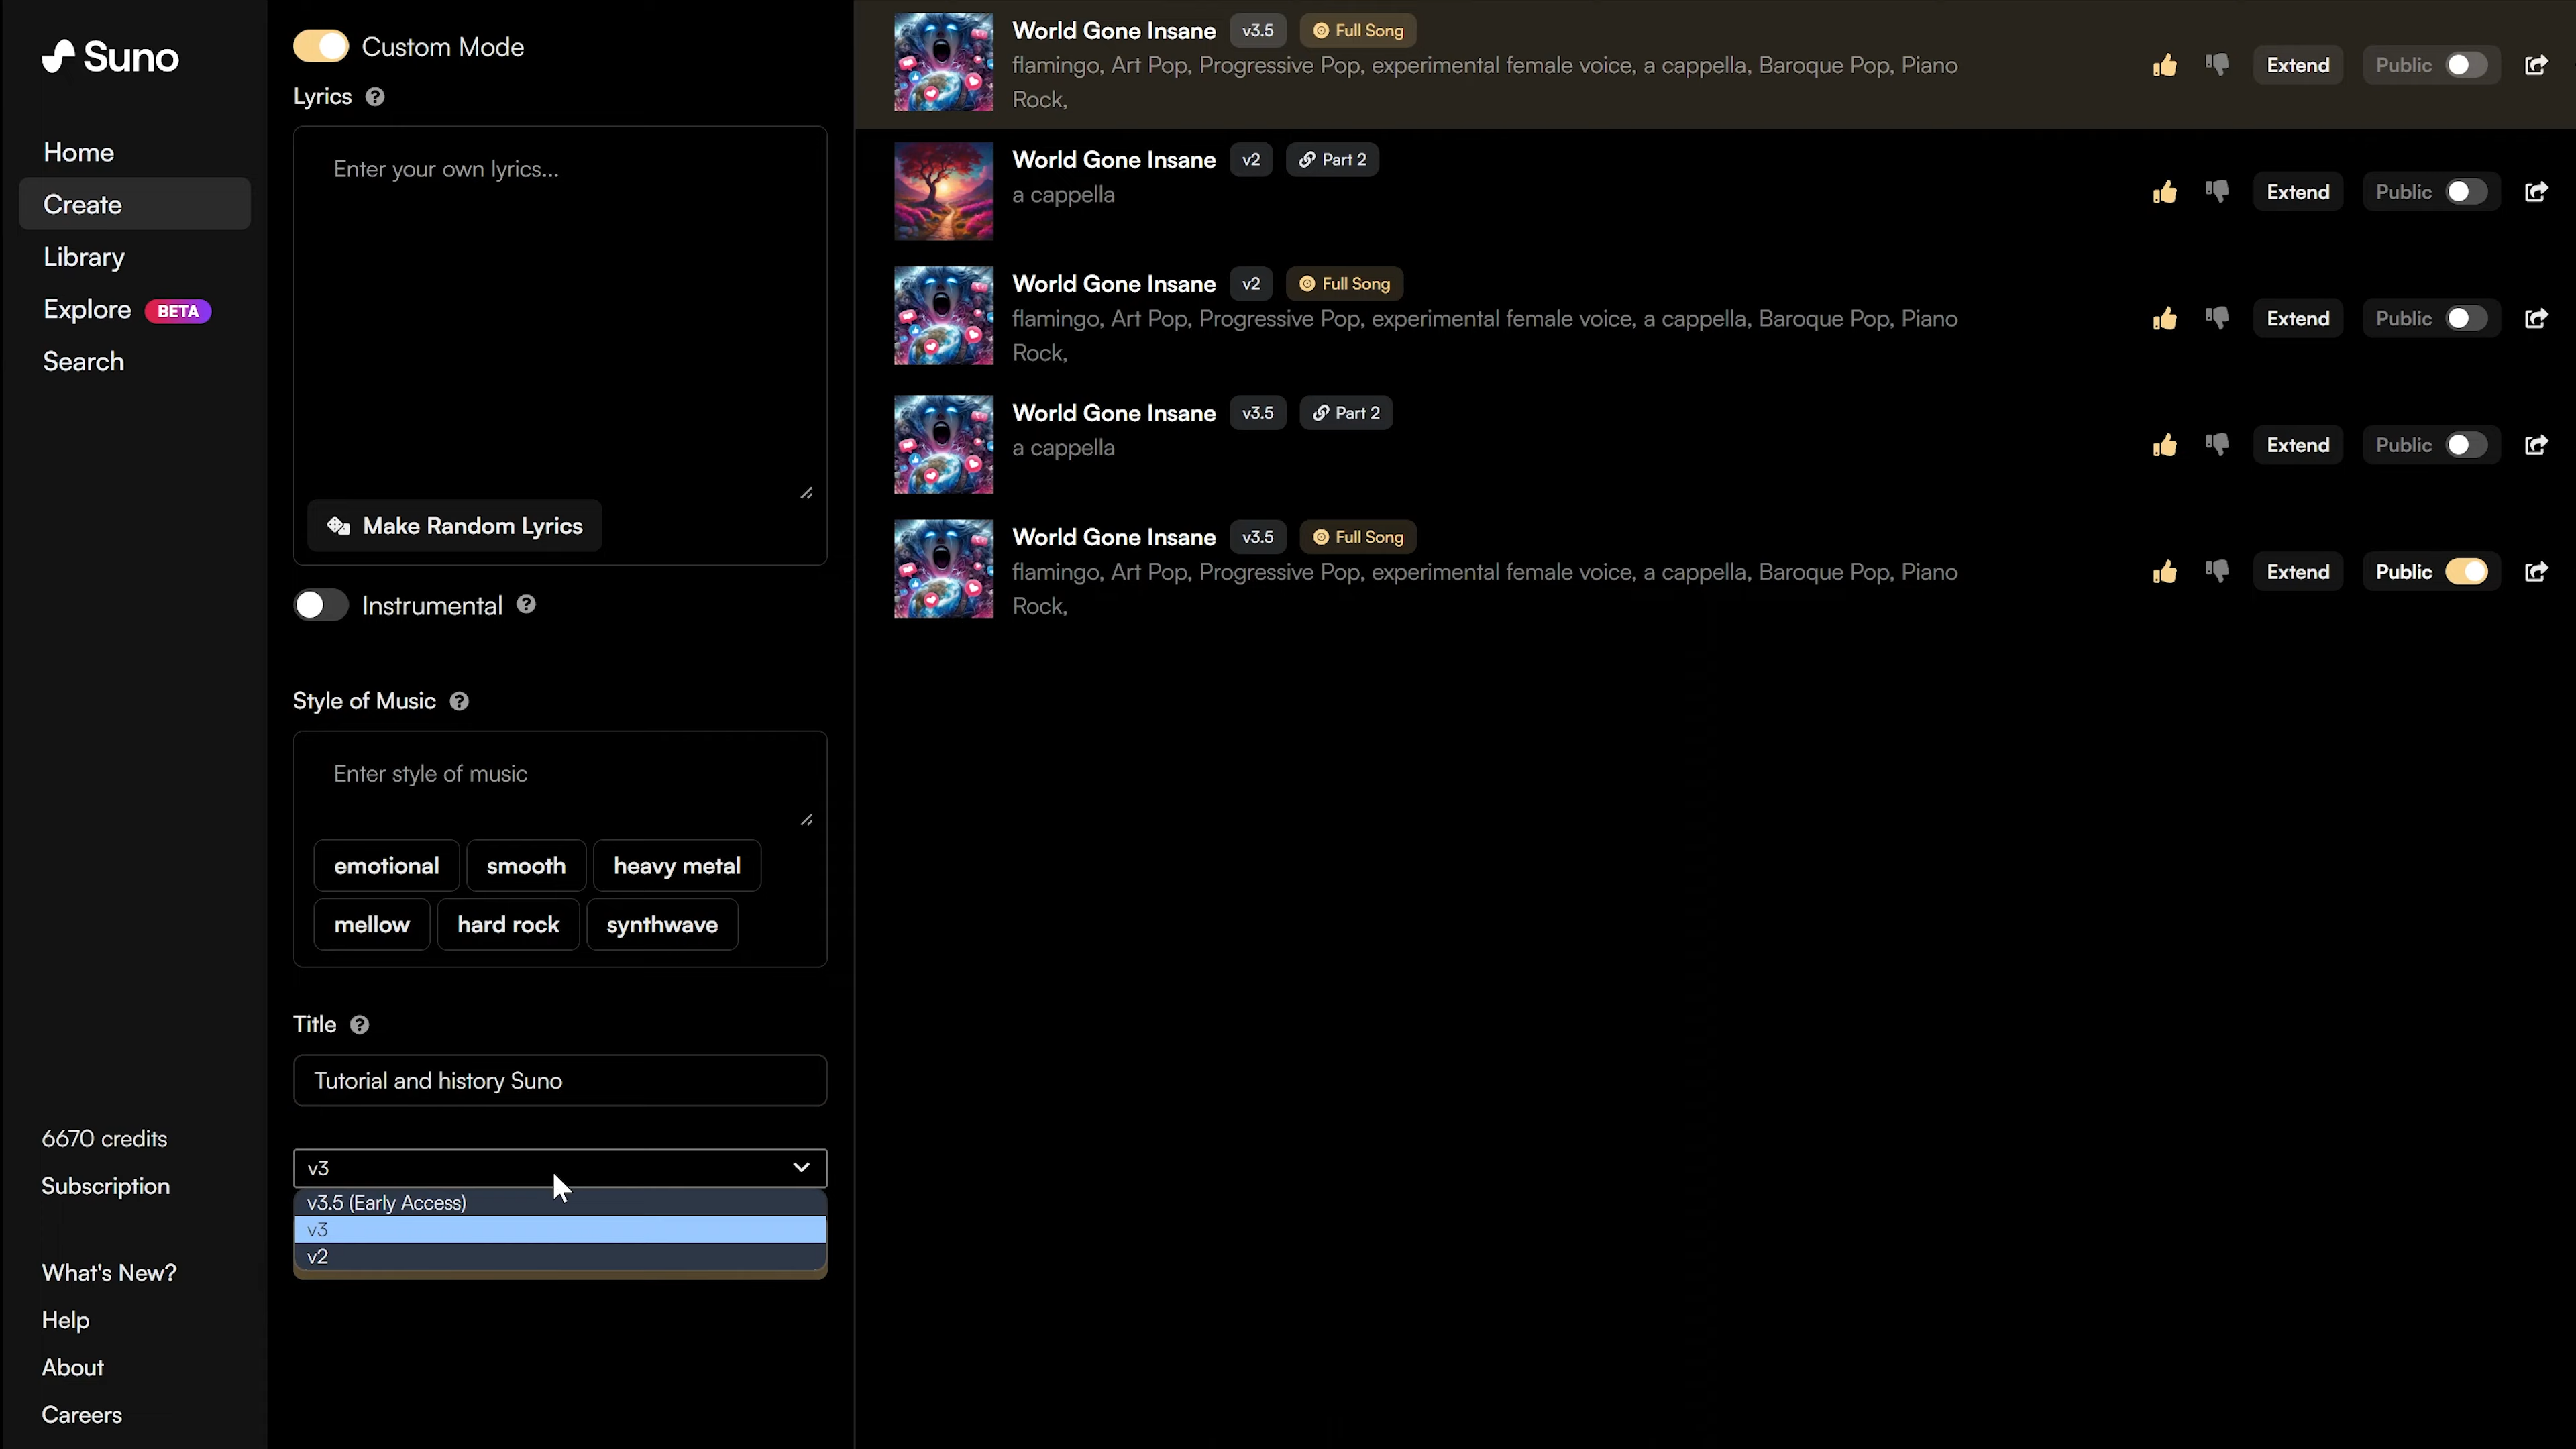 Suno
Home
Create
Library
Explore BETA
Search
6670 credits
Subscription
What's New?
Help
About
Careers
Custom Mode
Lyrics
Enter your own lyrics...
Make Random Lyrics
Instrumental
Style of Music
Enter style of music
emotional smooth heavy metal
mellow hard rock synthwave
Title
Tutorial and history Suno
v3
v3.5 (Early Access)
v3
v2
World Gone Insane v3.5 Full Song
flamingo, Art Pop, Progressive Pop, experimental female voice, a cappella, Baroque Pop, Piano
Rock,
Extend Public
World Gone Insane v2 Part 2
a cappella
Extend Public
World Gone Insane v2 Full Song
flamingo, Art Pop, Progressive Pop, experimental female voice, a cappella, Baroque Pop, Piano
Rock,
Extend Public
World Gone Insane v3.5 Part 2
a cappella
Extend Public
World Gone Insane v3.5 Full Song
flamingo, Art Pop, Progressive Pop, experimental female voice, a cappella, Baroque Pop, Piano
Rock,
Extend Public